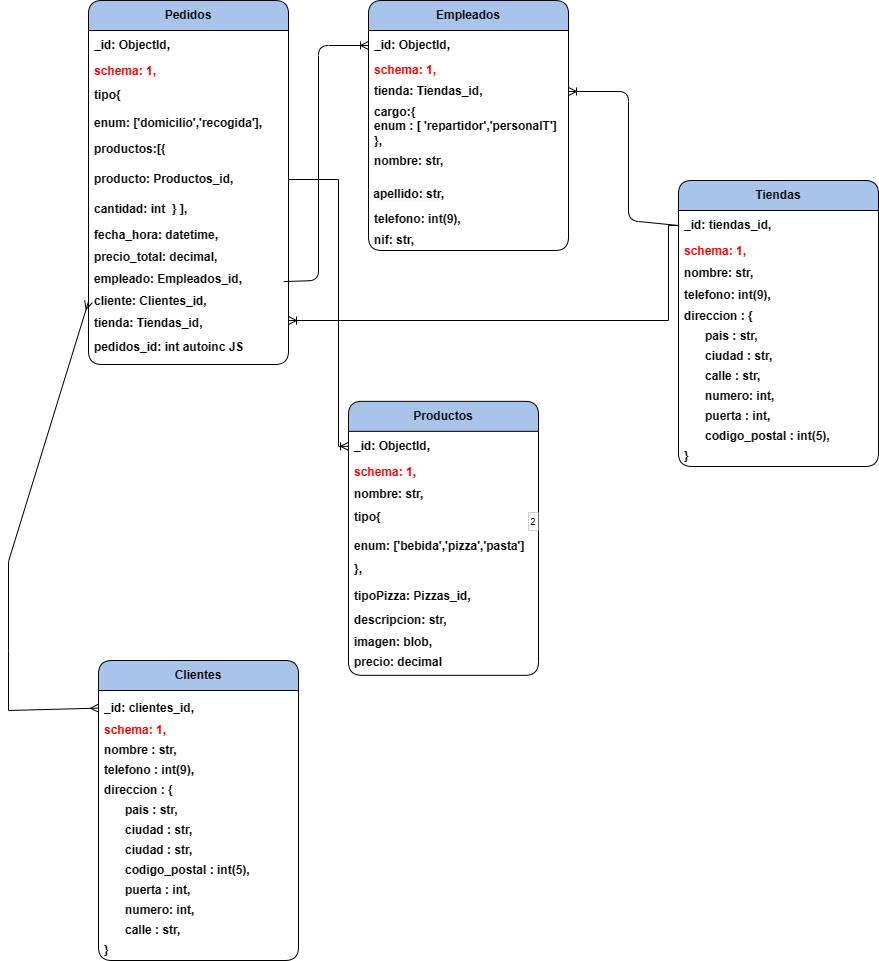 Pedidos
_id: ObjectId,
schema: 1,
tipo{
enum: ['domicilio','recogida'],
productos:[{
producto: Productos_id,
cantidad: int } ],
fecha_hora: datetime,
precio_total: decimal,
empleado: Empleados_id,
cliente: Clientes_id,
tienda: Tiendas_id,
pedidos_id: int autoinc JS
Empleados
_id: ObjectId,
schema: 1,
tienda: Tiendas_id,
cargo:{
enum : [ 'repartidor','personalT']
},
nombre: str,
apellido: str,
telefono: int(9),
nif: str,
Tiendas
_id: tiendas_id,
schema: 1,
nombre: str,
telefono: int(9),
direccion : {
pais : str,
ciudad : str,
calle : str,
numero: int,
puerta : int,
codigo_postal : int(5),
}
Productos
_id: ObjectId,
schema: 1,
nombre: str,
tipo{
2
enum: ['bebida','pizza','pasta']
},
tipoPizza: Pizzas_id,
descripcion: str,
imagen: blob,
precio: decimal
Clientes
_id: clientes_id,
schema: 1,
nombre : str,
telefono : int(9),
direccion : {
pais : str,
ciudad : str,
ciudad : str,
codigo_postal : int(5),
puerta : int,
numero: int,
calle : str,
}